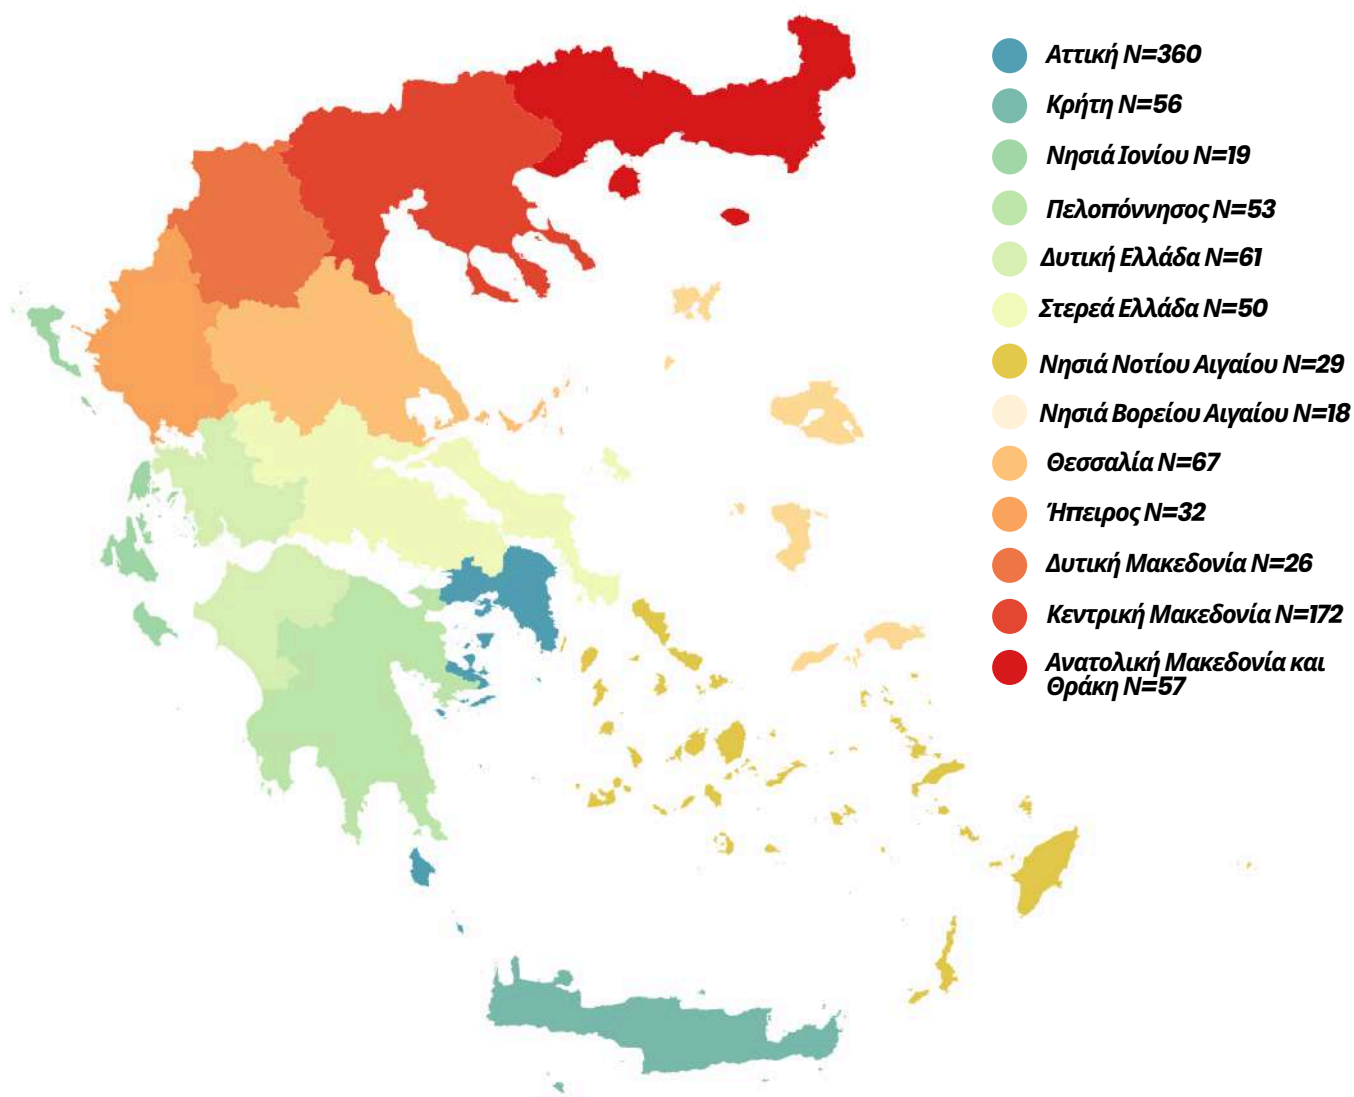 Αττική N=360
Κρήτη N=56
Νησιά Ιονίου N=19
Πελοπόννησος N=53
Δυτική Ελλάδα N=61
Στερεά Ελλάδα N=50
Νησιά Νοτίου Αιγαίου N=29
Νησιά Βορείου Αιγαίου N=18
Θεσσαλία N=67
Ήπειρος N=32
Δυτική Μακεδονία N=26
Κεντρική Μακεδονία N=172
Ανατολική Μακεδονία και
Θράκη N=57